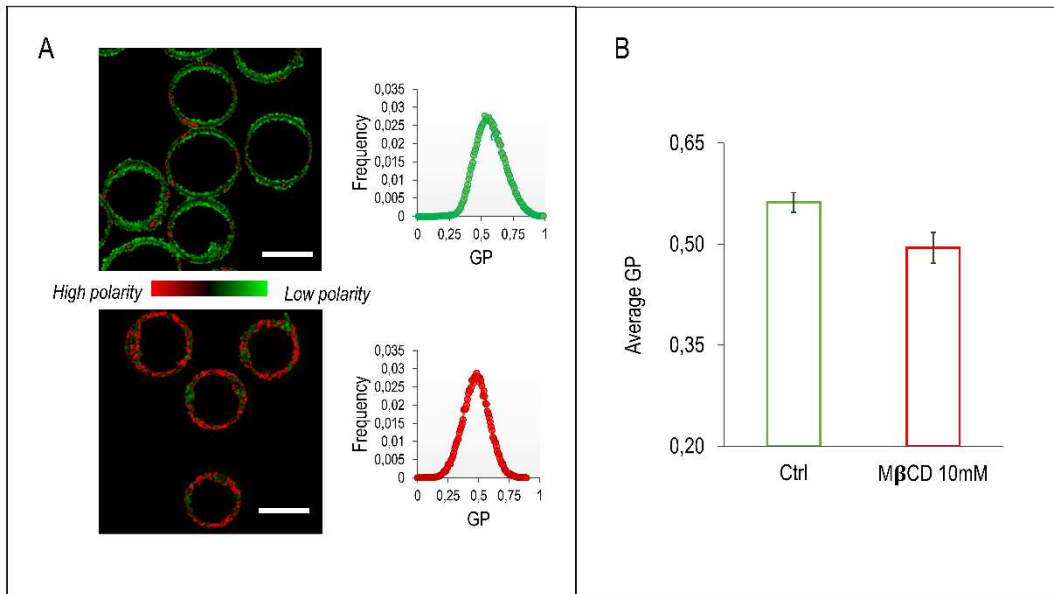 A
0,035
0,03
0,025
0,02
0,015
0,01
0,005
0
Frequency
0 0,25 0,5 0,75 1
GP
High polarity Low polarity
0,035
0,03
0,025
0,02
0,015
0,01
0,005
0
Frequency
0 0,25 0,5 0,75 1
GP
B
0,65
0,50
0,35
0,20
Average GP
Ctrl MβCD 10mM